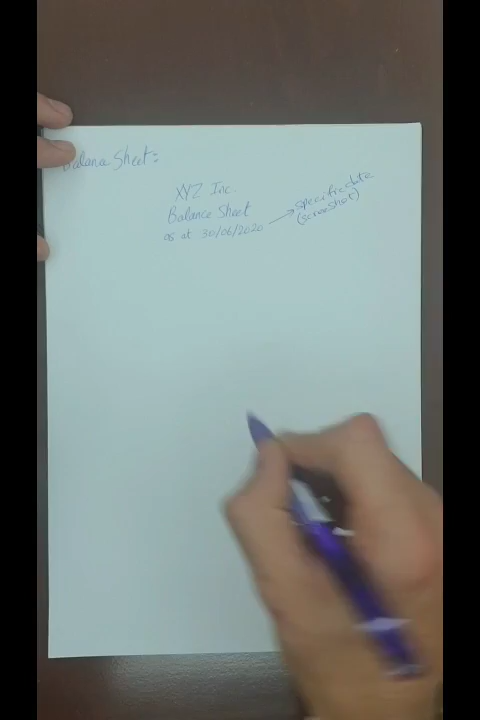 Balance Sheet:
XYZ Inc.
Balance Sheet
as at 30/06/2020
specific date
(screenshot)